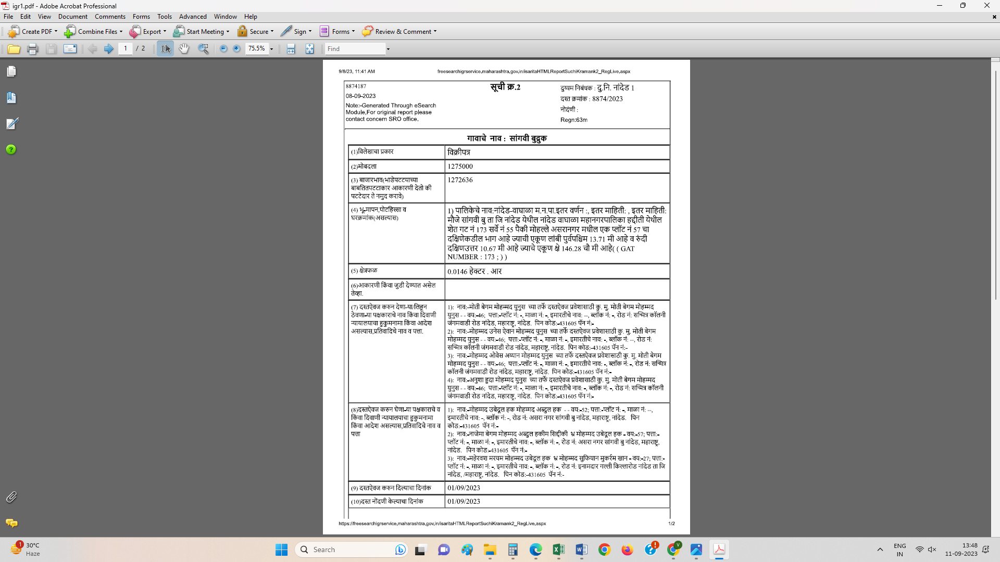 igr1.pdf - Adobe Acrobat Professional
File Edit View Document Comments Forms Tools Advanced Window Help
Create PDF Combine Files Export Start Meeting Secure Sign Forms Review & Comment
1 / 2 75.5% Find
9/8/23, 11:41 AM freesearchigrservice.maharashtra.gov.in/isaritaHTMLReportSuchiKramank2_RegLive.aspx
8874187 सूची क्र.2 दुय्यम निबंधक : दु.नि. नांदेड 1
08-09-2023 दस्त क्रमांक : 8874/2023
Note:-Generated Through eSearch
Module,For original report please
contact concern SRO office.
नोदंणी :
Regn:63m
गावाचे नाव : सांगवी बुद्रुक
(1)विलेखाचा प्रकार विक्रीपत्र
(2)मोबदला 1275000
(3) बाजारभाव(भाडेपटटयाच्या 1272636
बाबतितपटटाकार आकारणी देतो की
पटटेदार ते नमुद करावे)
(4) भू-मापन,पोटहिस्सा व
घरक्रमांक(असल्यास)
1) पालिकेचे नाव:नांदेड-वाघाळा म.न.पा.इतर वर्णन :, इतर माहिती: , इतर माहिती:
मौजे सांगवी बु ता जि नांदेड येथील नांदेड वाघाळा महानगरपालिका हद्दीती येथील
शेत गट नं 173 सर्वे नं 55 पैकी मोहल्ले असरानगर मधील एक प्लॉट नं 57 चा
दक्षिणेकडील भाग आहे ज्याची एकूण लांबी पुर्वपश्चिम 13.71 मी आहे व रुंदी
दक्षिणउत्तर 10.67 मी आहे ज्याचे एकूण क्षे 146.28 चौ मी आहे( ( GAT
NUMBER : 173 ; ) )
(5) क्षेत्रफळ 0.0146 हेक्टर . आर
(6)आकारणी किंवा जुडी देण्यात असेल
तेव्हा.
(7) दस्तऐवज करुन देणा-या/लिहून
ठेवणा-या पक्षकाराचे नाव किंवा दिवाणी
न्यायालयाचा हुकुमनामा किंवा आदेश
असल्यास,प्रतिवादिचे नाव व पत्ता.
1): नाव:-मोती बेगम मोहम्मद युनुस च्या तर्फे दस्तऐवज प्रवेशासाठी कु. मु. मोती बेगम मोहम्मद
युनुस - - वय:-46; पत्ता:-प्लॉट नं: -, माळा नं: -, इमारतीचे नाव: --, ब्लॉक नं: -, रोड नं: सन्मित्र कॉलनी
जंगमवाडी रोड नांदेड, महाराष्ट्र, नांदेड. पिन कोड:-431605 पॅन नं:-
2): नाव:-मोहम्मद उनेस ऐवान मोहम्मद युनुस च्या तर्फे दस्तऐवज प्रवेशासाठी कु. मु. मोती बेगम
मोहम्मद युनुस - - वय:-46; पत्ता:-प्लॉट नं: -, माळा नं: -, इमारतीचे नाव: -, ब्लॉक नं: --, रोड नं:
सन्मित्र कॉलनी जंगमवाडी रोड नांदेड, महाराष्ट्र, नांदेड. पिन कोड:-431605 पॅन नं:-
3): नाव:-मोहम्मद ओवेस अय्यान मोहम्मद युनुस च्या तर्फे दस्तऐवज प्रवेशासाठी कु. मु. मोती बेगम
मोहम्मद युनुस - - वय:-46; पत्ता:-प्लॉट नं: -, माळा नं: -, इमारतीचे नाव: -, ब्लॉक नं: -, रोड नं: सन्मित्र
कॉलनी जंगमवाडी रोड नांदेड, महाराष्ट्र, नांदेड. पिन कोड:-431605 पॅन नं:-
4): नाव:-अनुशा हुदा मोहम्मद युनुस च्या तर्फे दस्तऐवज प्रवेशासाठी कु. मु. मोती बेगम मोहम्मद
युनुस - - वय:-46; पत्ता:-प्लॉट नं: -, माळा नं: -, इमारतीचे नाव: -, ब्लॉक नं: -, रोड नं: सन्मित्र कॉलनी
जंगमवाडी रोड नांदेड, महाराष्ट्र, नांदेड. पिन कोड:-431605 पॅन नं:-
(8)दस्तऐवज करुन घेणा-या पक्षकाराचे व
किंवा दिवाणी न्यायालयाचा हुकुमनामा
किंवा आदेश असल्यास,प्रतिवादिचे नाव व
पत्ता
1): नाव:-मोहम्मद उबेदूल हक मोहम्मद अब्दुल हक - - वय:-52; पत्ता:-प्लॉट नं: -, माळा नं: --,
इमारतीचे नाव: -, ब्लॉक नं: -, रोड नं: असरा नगर सांगवी बु नांदेड, महाराष्ट्र, नांदेड. पिन
कोड:-431605 पॅन नं:-
2): नाव:-नाजेमा बेगम मोहम्मद अब्दुल हकीम सिद्दीकी भ्र मोहम्मद उबेदूल हक - वय:-57; पत्ता:-
प्लॉट नं: -, माळा नं: -, इमारतीचे नाव: -, ब्लॉक नं: -, रोड नं: असरा नगर सांगवी बु नांदेड, महाराष्ट्र,
नांदेड. पिन कोड:-431605 पॅन नं:-
3): नाव:-महेरवश मरयम मोहम्मद उबेदूल हक भ्र मोहम्मद सुफियान मुकर्रम खान - वय:-27; पत्ता:-
प्लॉट नं: -, माळा नं: -, इमारतीचे नाव: -, ब्लॉक नं: -, रोड नं: इनामदार गल्ली किल्लारोड नांदेड ता जि
नांदेड, /महाराष्ट्र, नांदेड. पिन कोड:-431605 पॅन नं:-
(9) दस्तऐवज करुन दिल्याचा दिनांक 01/09/2023
(10)दस्त नोंदणी केल्याचा दिनांक 01/09/2023
https://freesearchigrservice.maharashtra.gov.in/isaritaHTMLReportSuchiKramank2_RegLive.aspx 1/2
1 30°C
Haze
Search
ENG
IN
13:48
11-09-2023